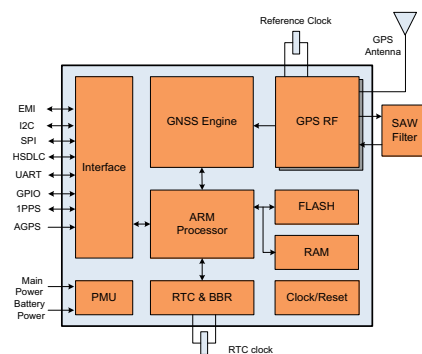 Reference Clock
GPS
Antenna
EMI
I2C
SPI
HSDLC
UART
GPIO
1PPS
AGPS
Interface
GNSS Engine
GPS RF
SAW
Filter
ARM
Processor
FLASH
RAM
Main
Power
Battery
Power
PMU
RTC & BBR
Clock/Reset
RTC clock